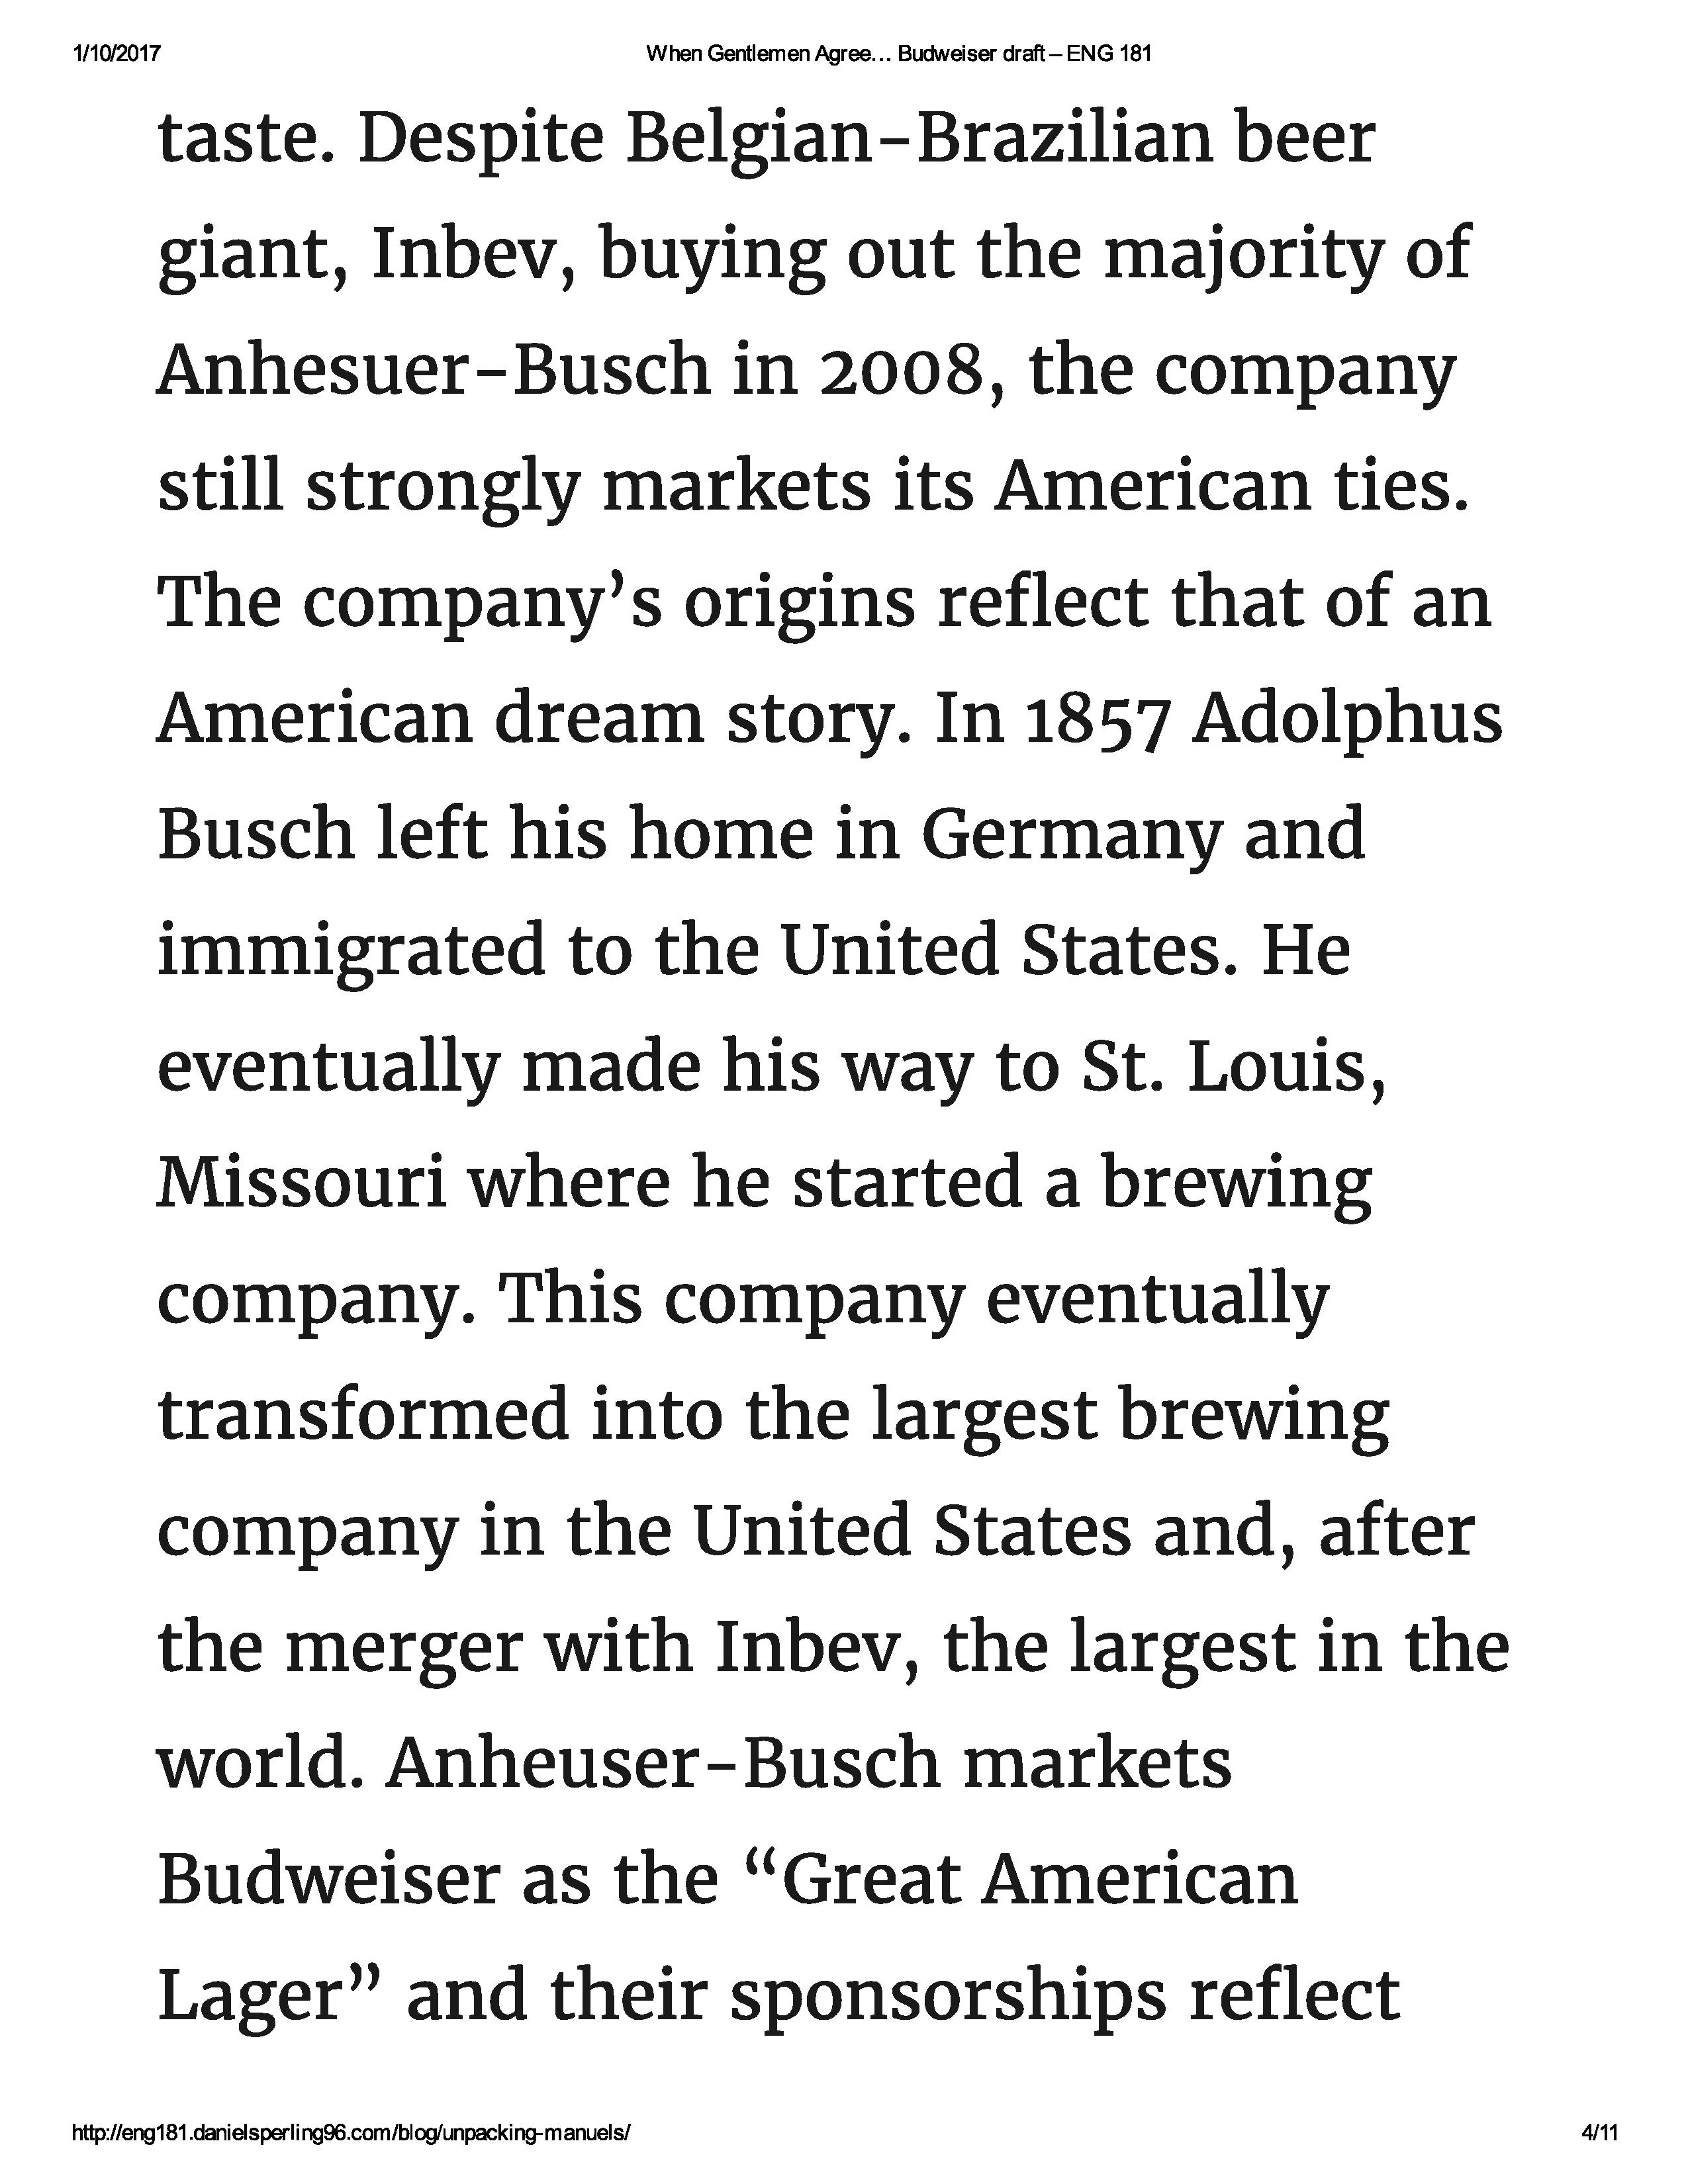 1/10/2017 When Gentlemen Agree… Budweiser draft – ENG 181
taste. Despite Belgian-Brazilian beer
giant, Inbev, buying out the majority of
Anhesuer-Busch in 2008, the company
still strongly markets its American ties.
The company’s origins reflect that of an
American dream story. In 1857 Adolphus
Busch left his home in Germany and
immigrated to the United States. He
eventually made his way to St. Louis,
Missouri where he started a brewing
company. This company eventually
transformed into the largest brewing
company in the United States and, after
the merger with Inbev, the largest in the
world. Anheuser-Busch markets
Budweiser as the “Great American
Lager” and their sponsorships reflect
http://eng181.danielsperling96.com/blog/unpacking-manuels/ 4/11